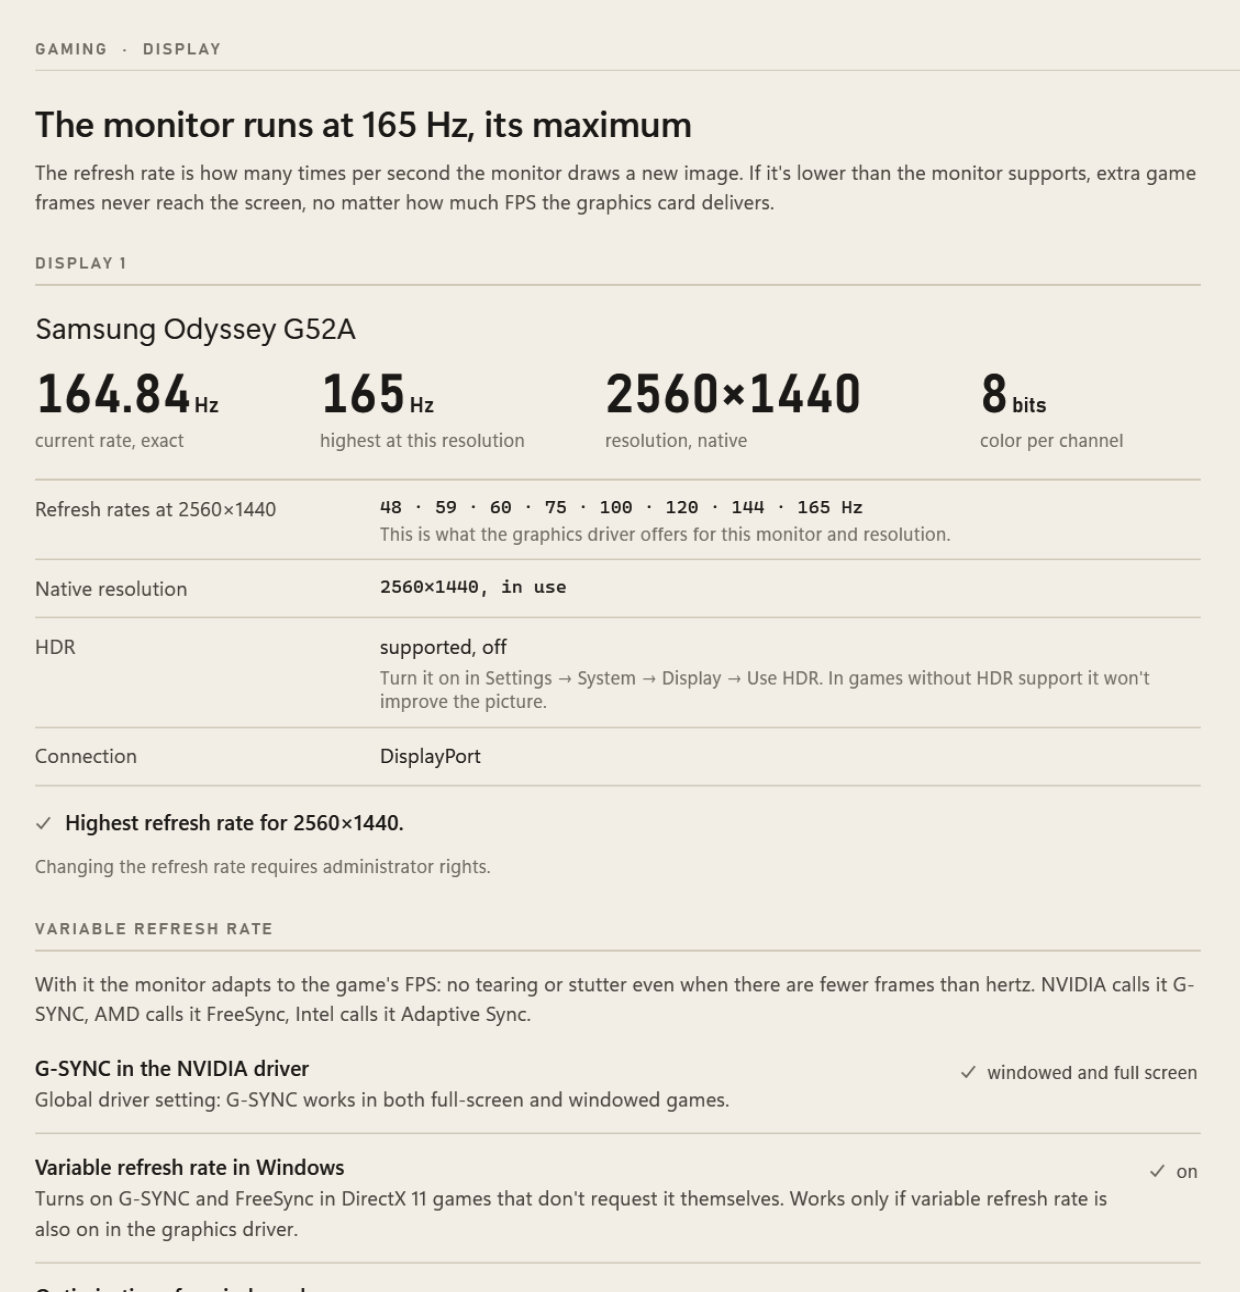 GAMING · DISPLAY
The monitor runs at 165 Hz, its maximum
The refresh rate is how many times per second the monitor draws a new image. If it's lower than the monitor supports, extra game
frames never reach the screen, no matter how much FPS the graphics card delivers.
DISPLAY 1
Samsung Odyssey G52A
164.84 Hz 165 Hz 2560×1440 8 bits
current rate, exact highest at this resolution resolution, native color per channel
Refresh rates at 2560×1440 48 · 59 · 60 · 75 · 100 · 120 · 144 · 165 Hz
This is what the graphics driver offers for this monitor and resolution.
Native resolution 2560×1440, in use
HDR supported, off
Turn it on in Settings → System → Display → Use HDR. In games without HDR support it won't
improve the picture.
Connection DisplayPort
✓ Highest refresh rate for 2560×1440.
Changing the refresh rate requires administrator rights.
VARIABLE REFRESH RATE
With it the monitor adapts to the game's FPS: no tearing or stutter even when there are fewer frames than hertz. NVIDIA calls it G-
SYNC, AMD calls it FreeSync, Intel calls it Adaptive Sync.
G-SYNC in the NVIDIA driver ✓ windowed and full screen
Global driver setting: G-SYNC works in both full-screen and windowed games.
Variable refresh rate in Windows ✓ on
Turns on G-SYNC and FreeSync in DirectX 11 games that don't request it themselves. Works only if variable refresh rate is
also on in the graphics driver.